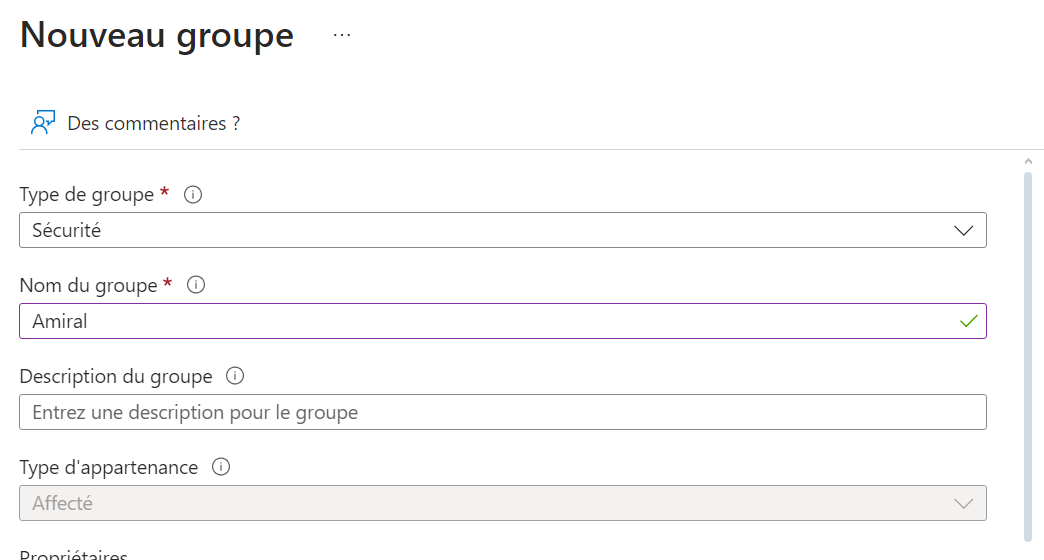 Nouveau groupe ...
Des commentaires ?
Type de groupe *
Sécurité
Nom du groupe *
Amiral
Description du groupe
Entrez une description pour le groupe
Type d'appartenance
Affecté
Propriétaires